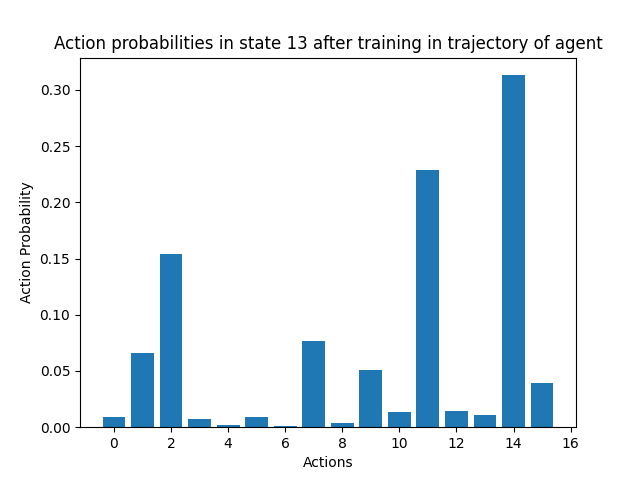 Action probabilities in state 13 after training in trajectory of agent
0.30
0.25
0.20
0.15
0.10
0.05
0.00
Action Probability
0 2 4 6 8 10 12 14 16
Actions